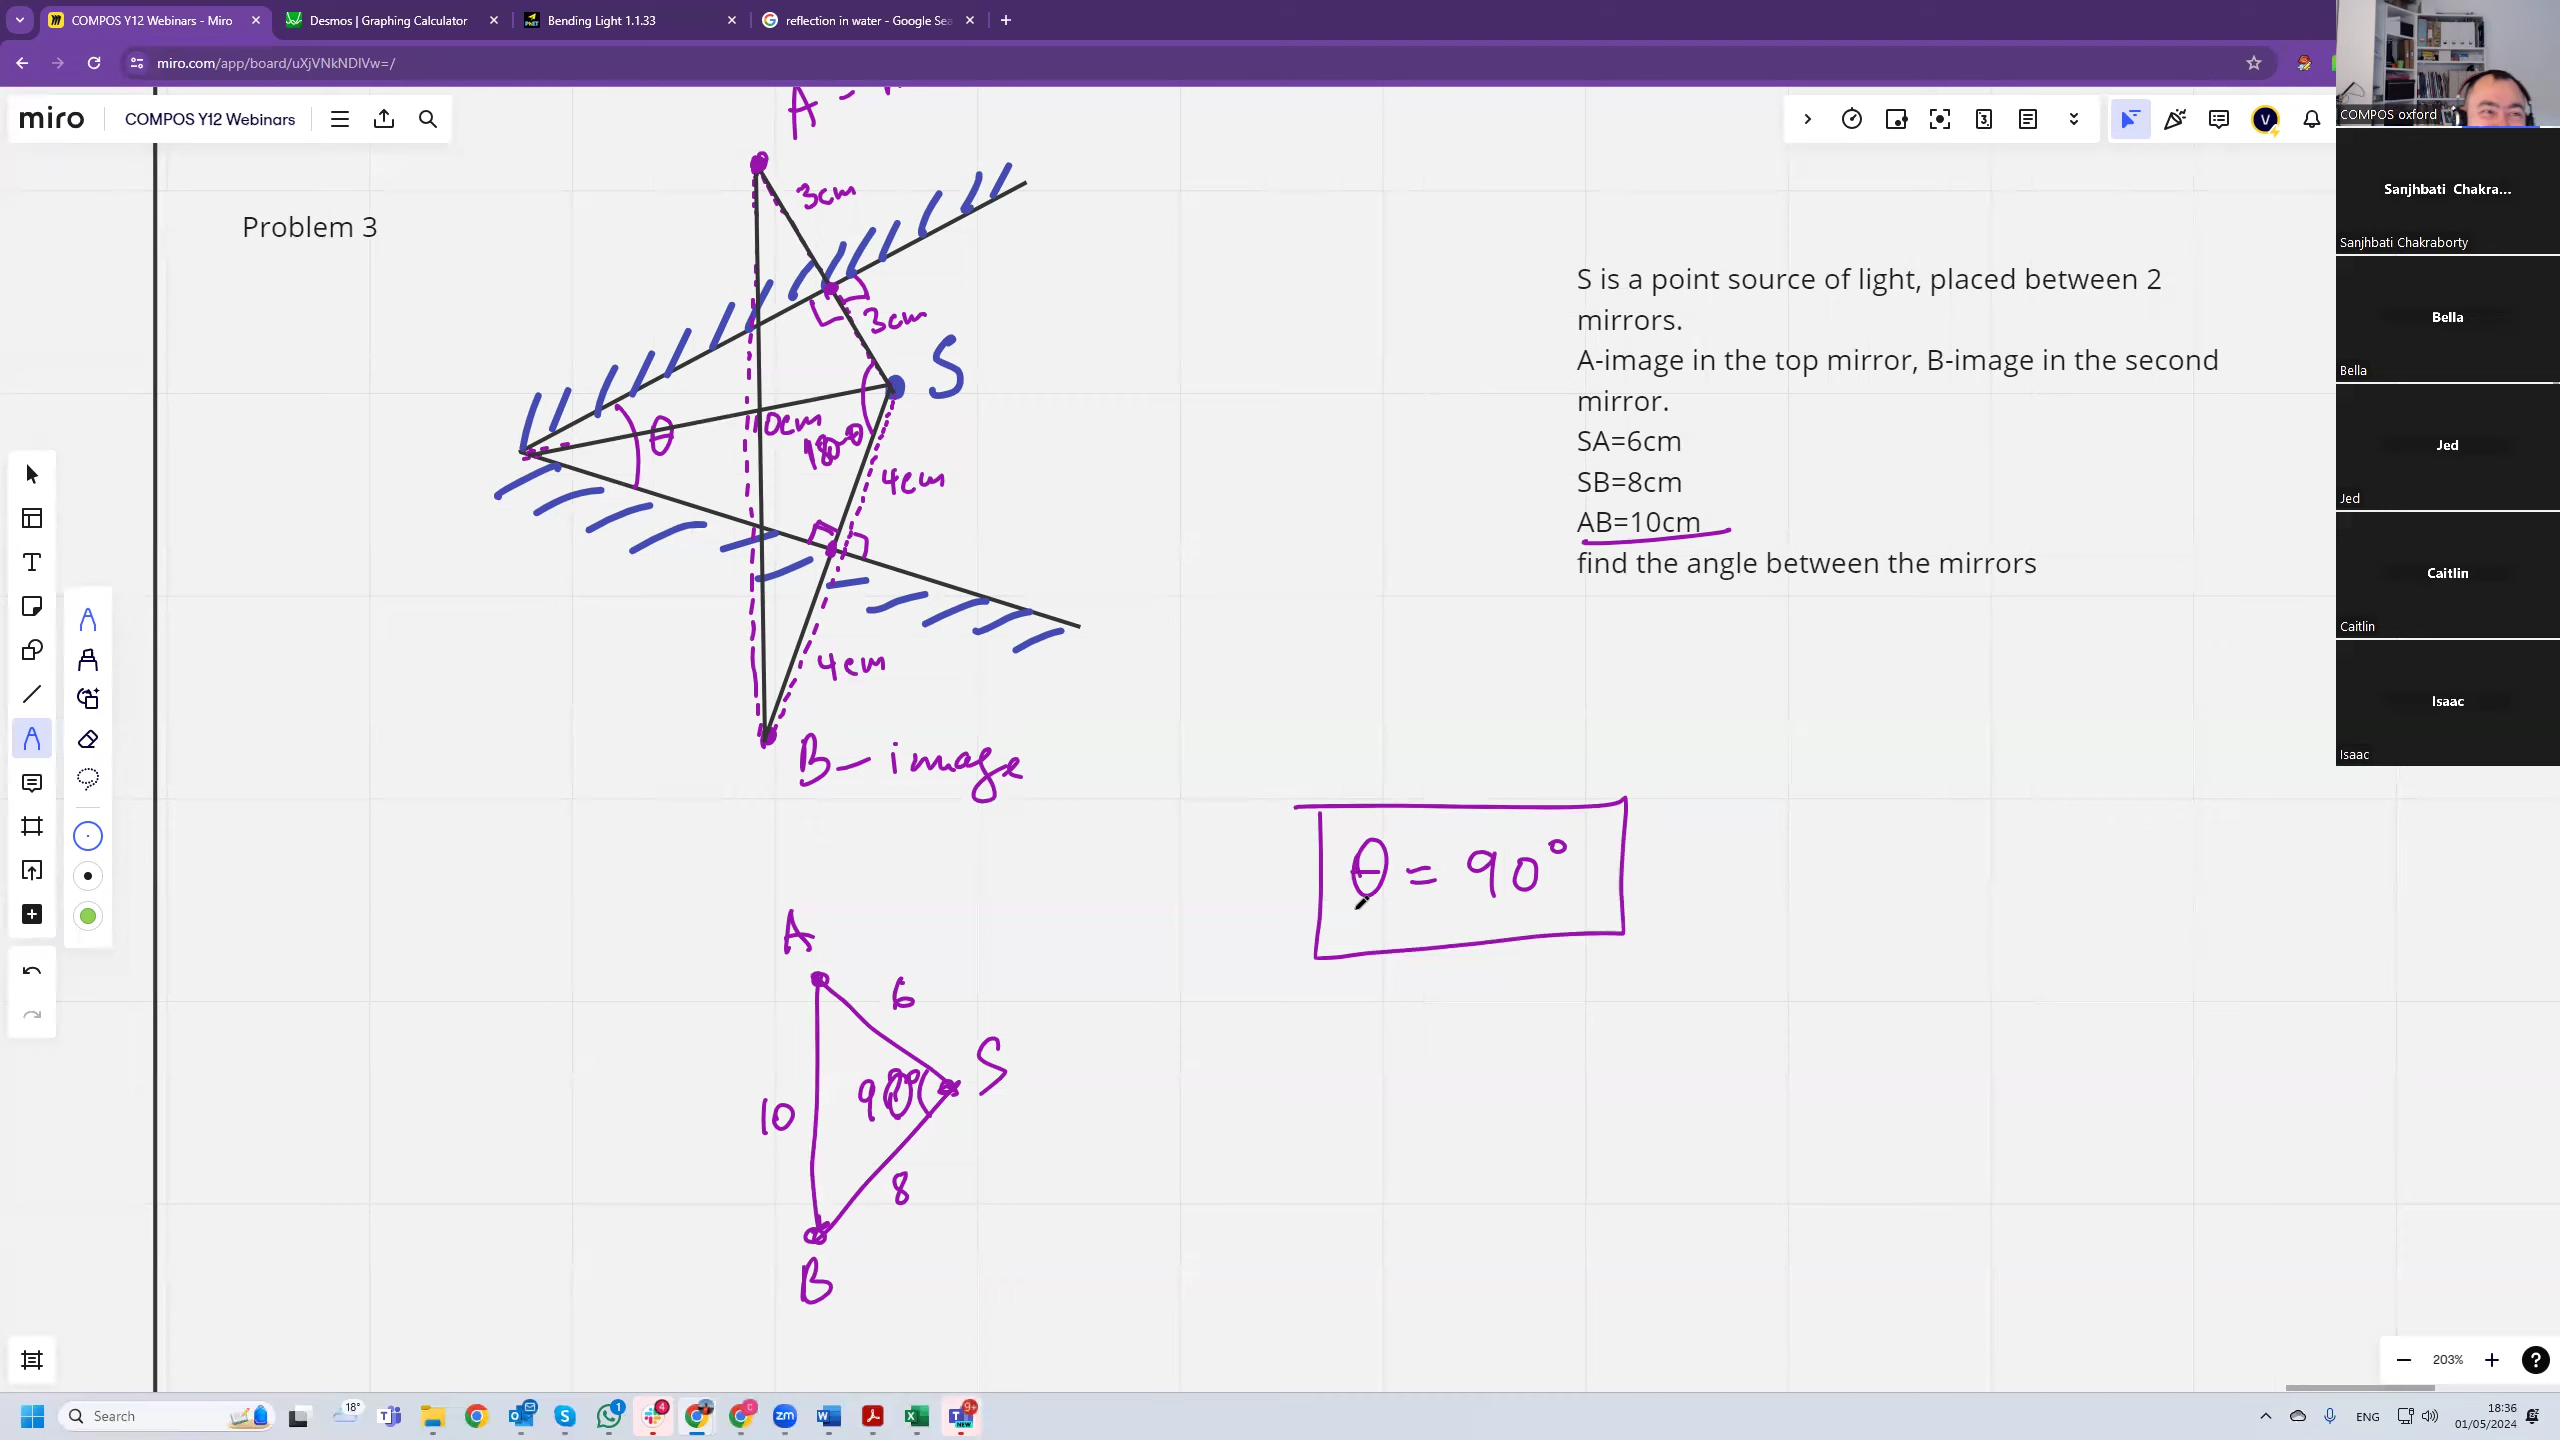 COMPOS Y12 Webinars - Miro
Desmos | Graphing Calculator
Bending Light 1.1.33
reflection in water - Google Sea
miro.com/app/board/uXjVNkNDlVw=/
miro
COMPOS Y12 Webinars
COMPOS oxford
Sanjhbati Chakra...
Sanjhbati Chakraborty
Bella
Bella
Jed
Jed
Caitlin
Caitlin
Isaac
Isaac
Problem 3
A -
3cm
3cm
S
θ
10cm
180-θ
4cm
4cm
B - image
S is a point source of light, placed between 2
mirrors.
A-image in the top mirror, B-image in the second
mirror.
SA=6cm
SB=8cm
AB=10cm
find the angle between the mirrors
θ = 90°
A
6
S
90°
10
8
B
203%
Search
18°
ENG
18:36
01/05/2024